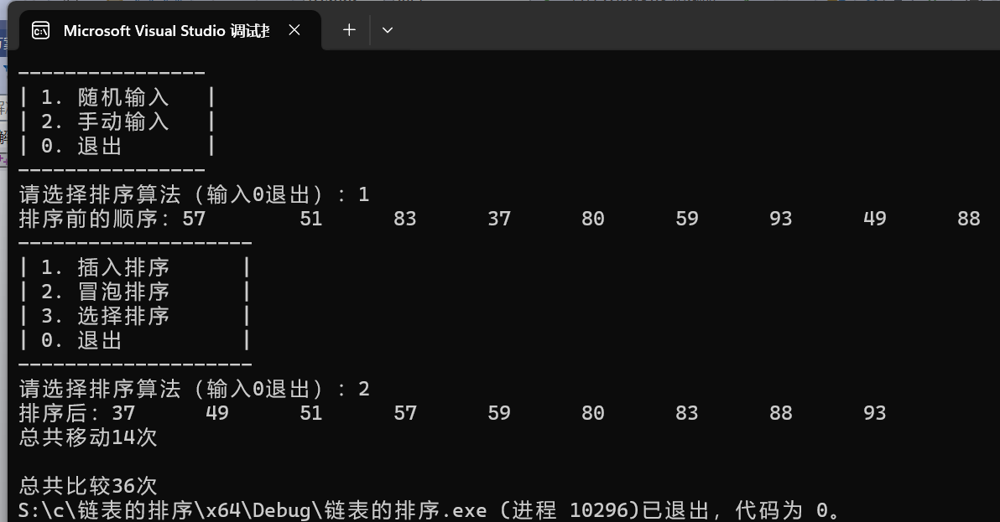 Microsoft Visual Studio 调试
----------------
| 1. 随机输入 |
| 2. 手动输入 |
| 0. 退出 |
----------------
请选择排序算法（输入0退出）：1
排序前的顺序：57 51 83 37 80 59 93 49 88
--------------------
| 1. 插入排序 |
| 2. 冒泡排序 |
| 3. 选择排序 |
| 0. 退出 |
--------------------
请选择排序算法（输入0退出）：2
排序后：37 49 51 57 59 80 83 88 93
总共移动14次
总共比较36次
S:\c\链表的排序\x64\Debug\链表的排序.exe (进程 10296)已退出，代码为 0。